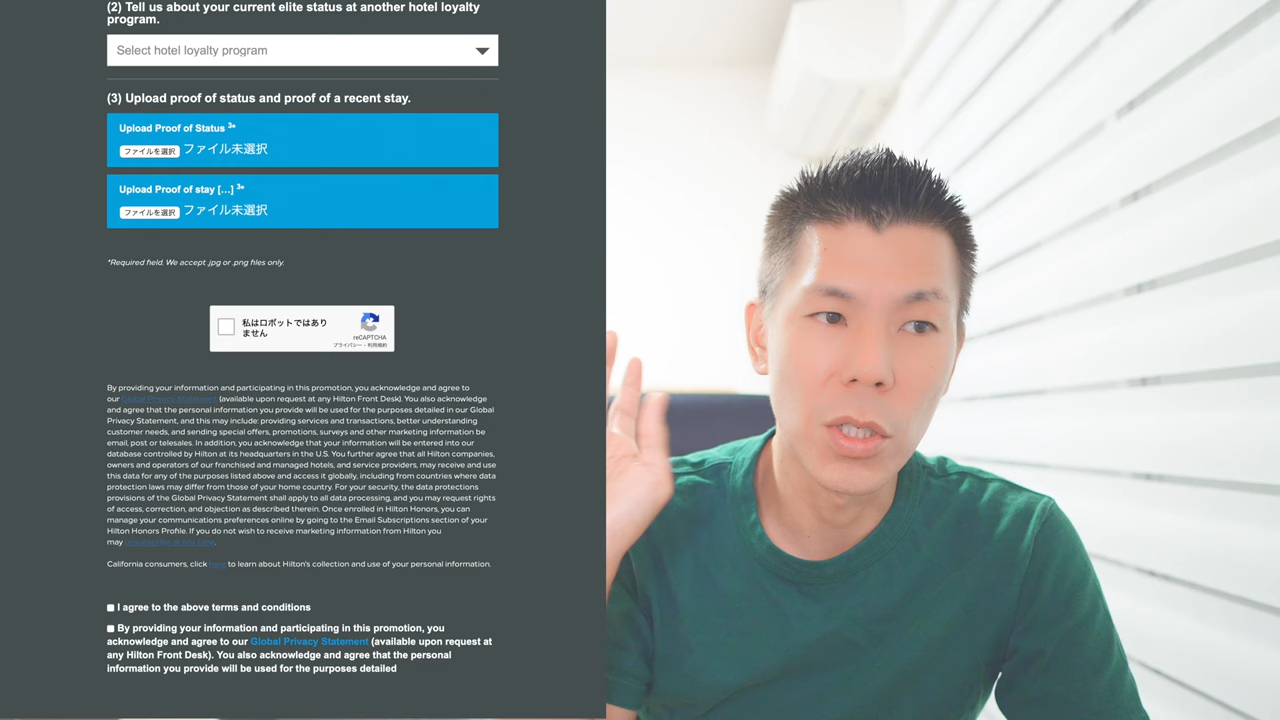 (2) Tell us about your current elite status at another hotel loyalty
program.
Select hotel loyalty program
(3) Upload proof of status and proof of a recent stay.
Upload Proof of Status 3*
ファイルを選択 ファイル未選択
Upload Proof of stay [...] 3*
ファイルを選択 ファイル未選択
*Required field. We accept .jpg or .png files only.
私はロボットではあり
ません
reCAPTCHA
プライバシー - 利用規約
By providing your information and participating in this promotion, you acknowledge and agree to
our Global Privacy Statement (available upon request at any Hilton Front Desk). You also acknowledge
and agree that the personal information you provide will be used for the purposes detailed in our Global
Privacy Statement, and this may include: providing services and transactions, better understanding
customer needs, and sending special offers, promotions, surveys and other marketing information be
email, post or telesales. In addition, you acknowledge that your information will be entered into our
database controlled by Hilton at its headquarters in the U.S. You further agree that all Hilton companies,
owners and operators of our franchised and managed hotels, and service providers, may receive and use
this data for any of the purposes listed above and access it globally, including from countries where data
protection laws may differ from those of your home country. For your security, the data protections
provisions of the Global Privacy Statement shall apply to all data processing, and you may request rights
of access, correction, and objection as described therein. Once enrolled in Hilton Honors, you can
manage your communications preferences online by going to the Email Subscriptions section of your
Hilton Honors Profile. If you do not wish to receive marketing information from Hilton you
may unsubscribe at any time.
California consumers, click here to learn about Hilton's collection and use of your personal information.
I agree to the above terms and conditions
By providing your information and participating in this promotion, you
acknowledge and agree to our Global Privacy Statement (available upon request at
any Hilton Front Desk). You also acknowledge and agree that the personal
information you provide will be used for the purposes detailed